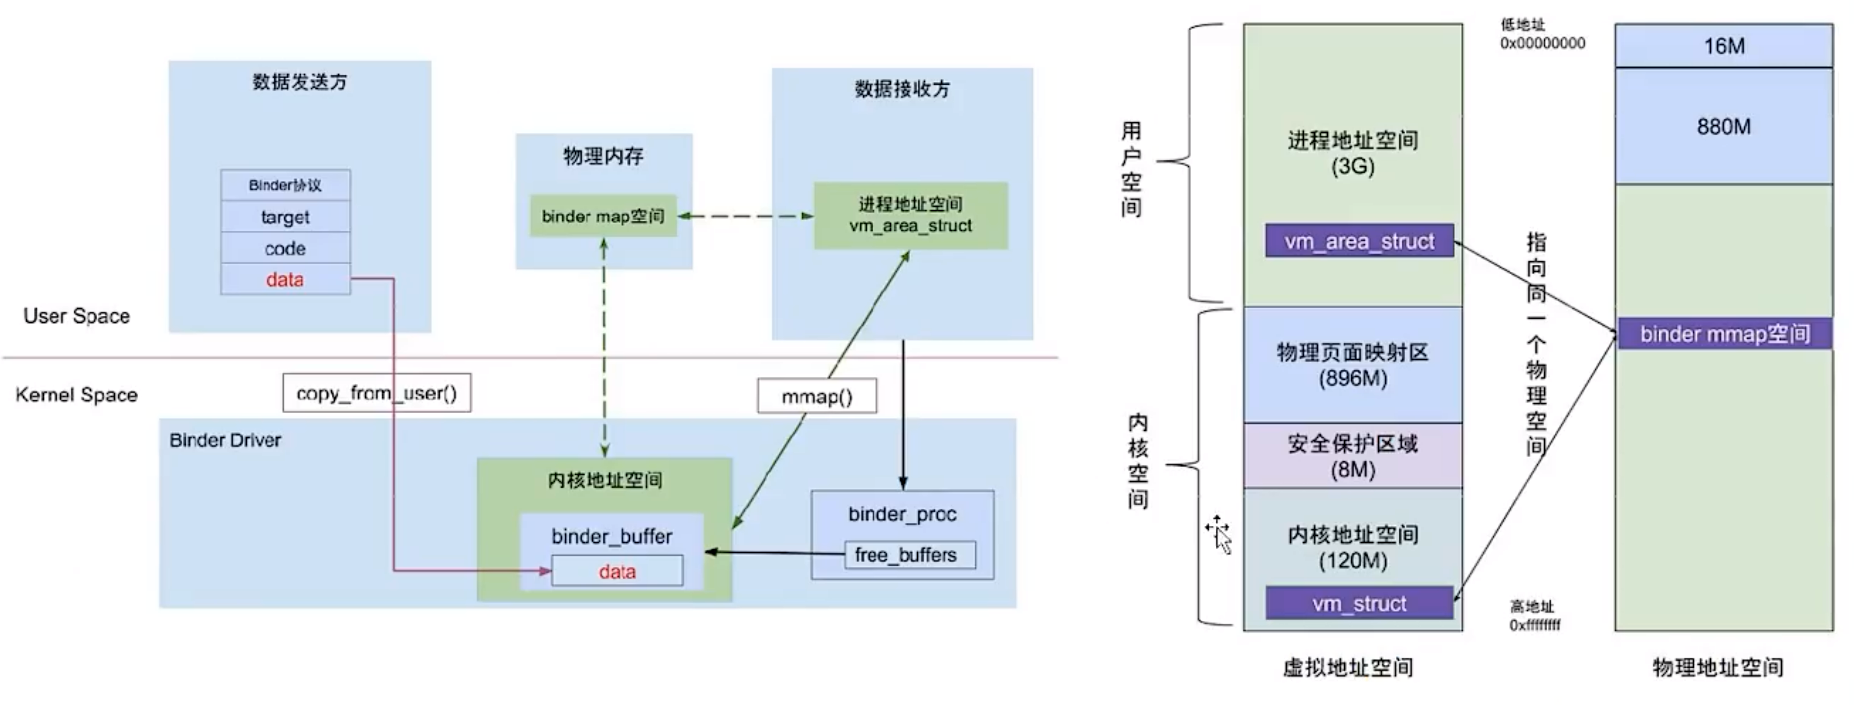 数据发送方
Binder协议
target
code
data
物理内存
binder map空间
数据接收方
进程地址空间
vm_area_struct
User Space
Kernel Space
copy_from_user()
mmap()
Binder Driver
内核地址空间
binder_buffer
data
binder_proc
free_buffers
用户空间
内核空间
进程地址空间
(3G)
vm_area_struct
物理页面映射区
(896M)
安全保护区域
(8M)
内核地址空间
(120M)
vm_struct
虚拟地址空间
低地址
0x00000000
指向同一个物理空间
高地址
0xffffffff
16M
880M
binder mmap空间
物理地址空间